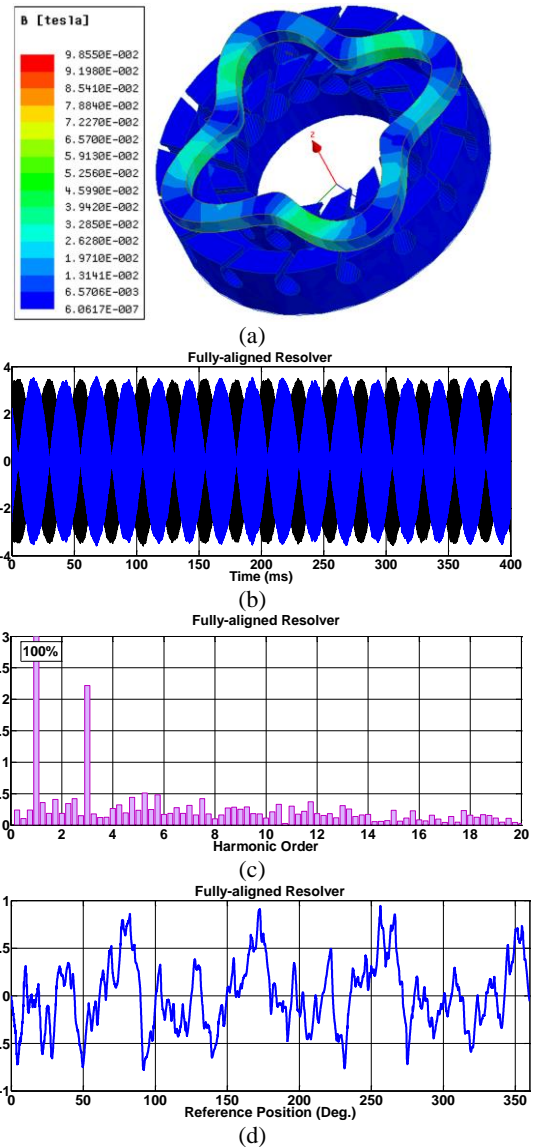 B [tesla]
9.8550E-002
9.1980E-002
8.5410E-002
7.8840E-002
7.2270E-002
6.5700E-002
5.9130E-002
5.2560E-002
4.5990E-002
3.9420E-002
3.2850E-002
2.6280E-002
1.9710E-002
1.3141E-002
6.5706E-003
6.0617E-007
z
(a)
Fully-aligned Resolver
4
2
0
-2
-4
0 50 100 150 200 250 300 350 400
Time (ms)
(b)
Fully-aligned Resolver
3
.5
2
.5
1
.5
0
100%
0 2 4 6 8 10 12 14 16 18 20
Harmonic Order
(c)
Fully-aligned Resolver
1
.5
0
.5
-1
0 50 100 150 200 250 300 350
Reference Position (Deg.)
(d)